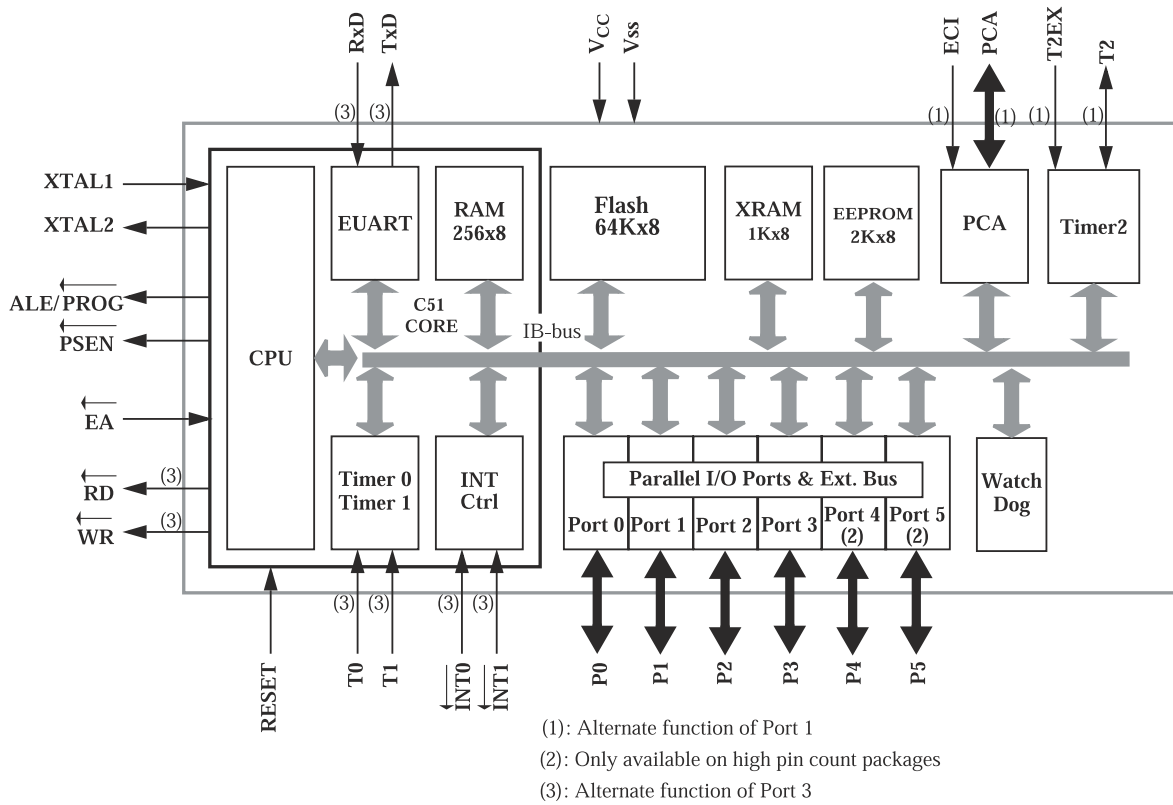 RxD
TxD
VCC
Vss
ECI
PCA
T2EX
T2
(3)
(3)
(1)
(1)
(1)
(1)
XTAL1
XTAL2
ALE/PROG
PSEN
EA
RD
(3)
WR
(3)
CPU
EUART
RAM
256x8
Flash
64Kx8
XRAM
1Kx8
EEPROM
2Kx8
PCA
Timer2
C51
CORE
IB-bus
Timer 0
Timer 1
INT
Ctrl
Parallel I/O Ports & Ext. Bus
Port 0
Port 1
Port 2
Port 3
Port 4
(2)
Port 5
(2)
Watch
Dog
(3)
(3)
(3)
(3)
RESET
T0
T1
INT0
INT1
P0
P1
P2
P3
P4
P5
(1): Alternate function of Port 1
(2): Only available on high pin count packages
(3): Alternate function of Port 3